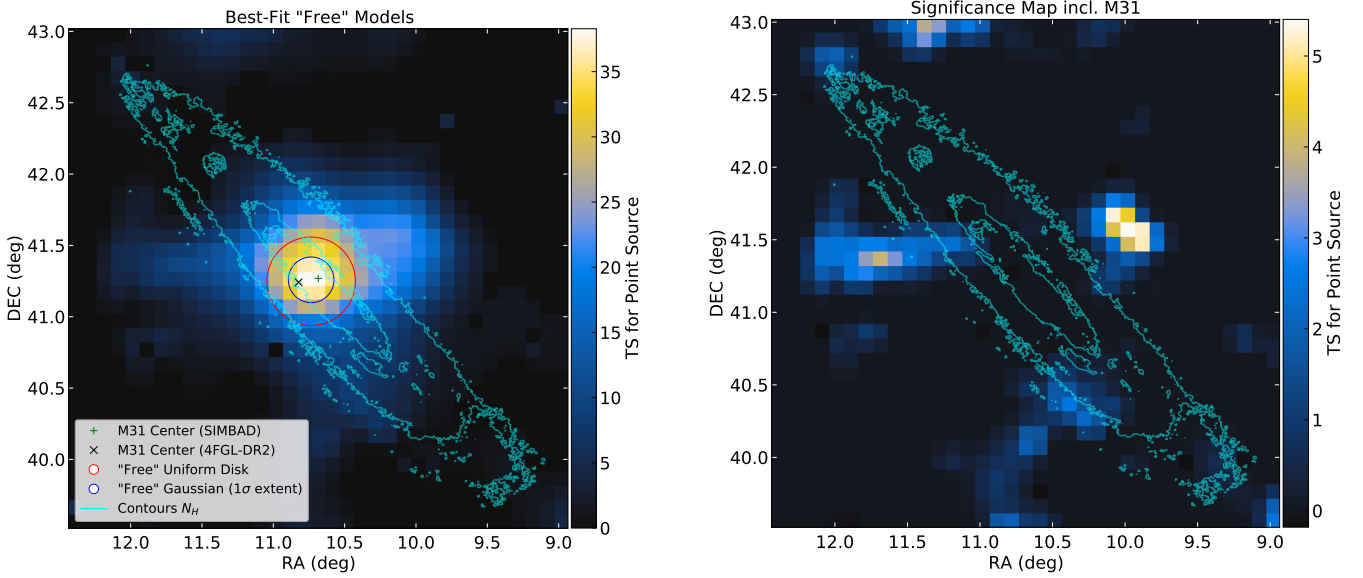 Best-Fit "Free" Models
43.0
42.5
42.0
41.5
41.0
40.5
40.0
DEC (deg)
12.0 11.5 11.0 10.5 10.0 9.5 9.0
RA (deg)
M31 Center (SIMBAD)
M31 Center (4FGL-DR2)
"Free" Uniform Disk
"Free" Gaussian (1σ extent)
Contours N_H
35
30
25
20
15
10
5
0
TS for Point Source
Significance Map incl. M31
43.0
42.5
42.0
41.5
41.0
40.5
40.0
DEC (deg)
12.0 11.5 11.0 10.5 10.0 9.5 9.0
RA (deg)
5
4
3
2
1
0
TS for Point Source